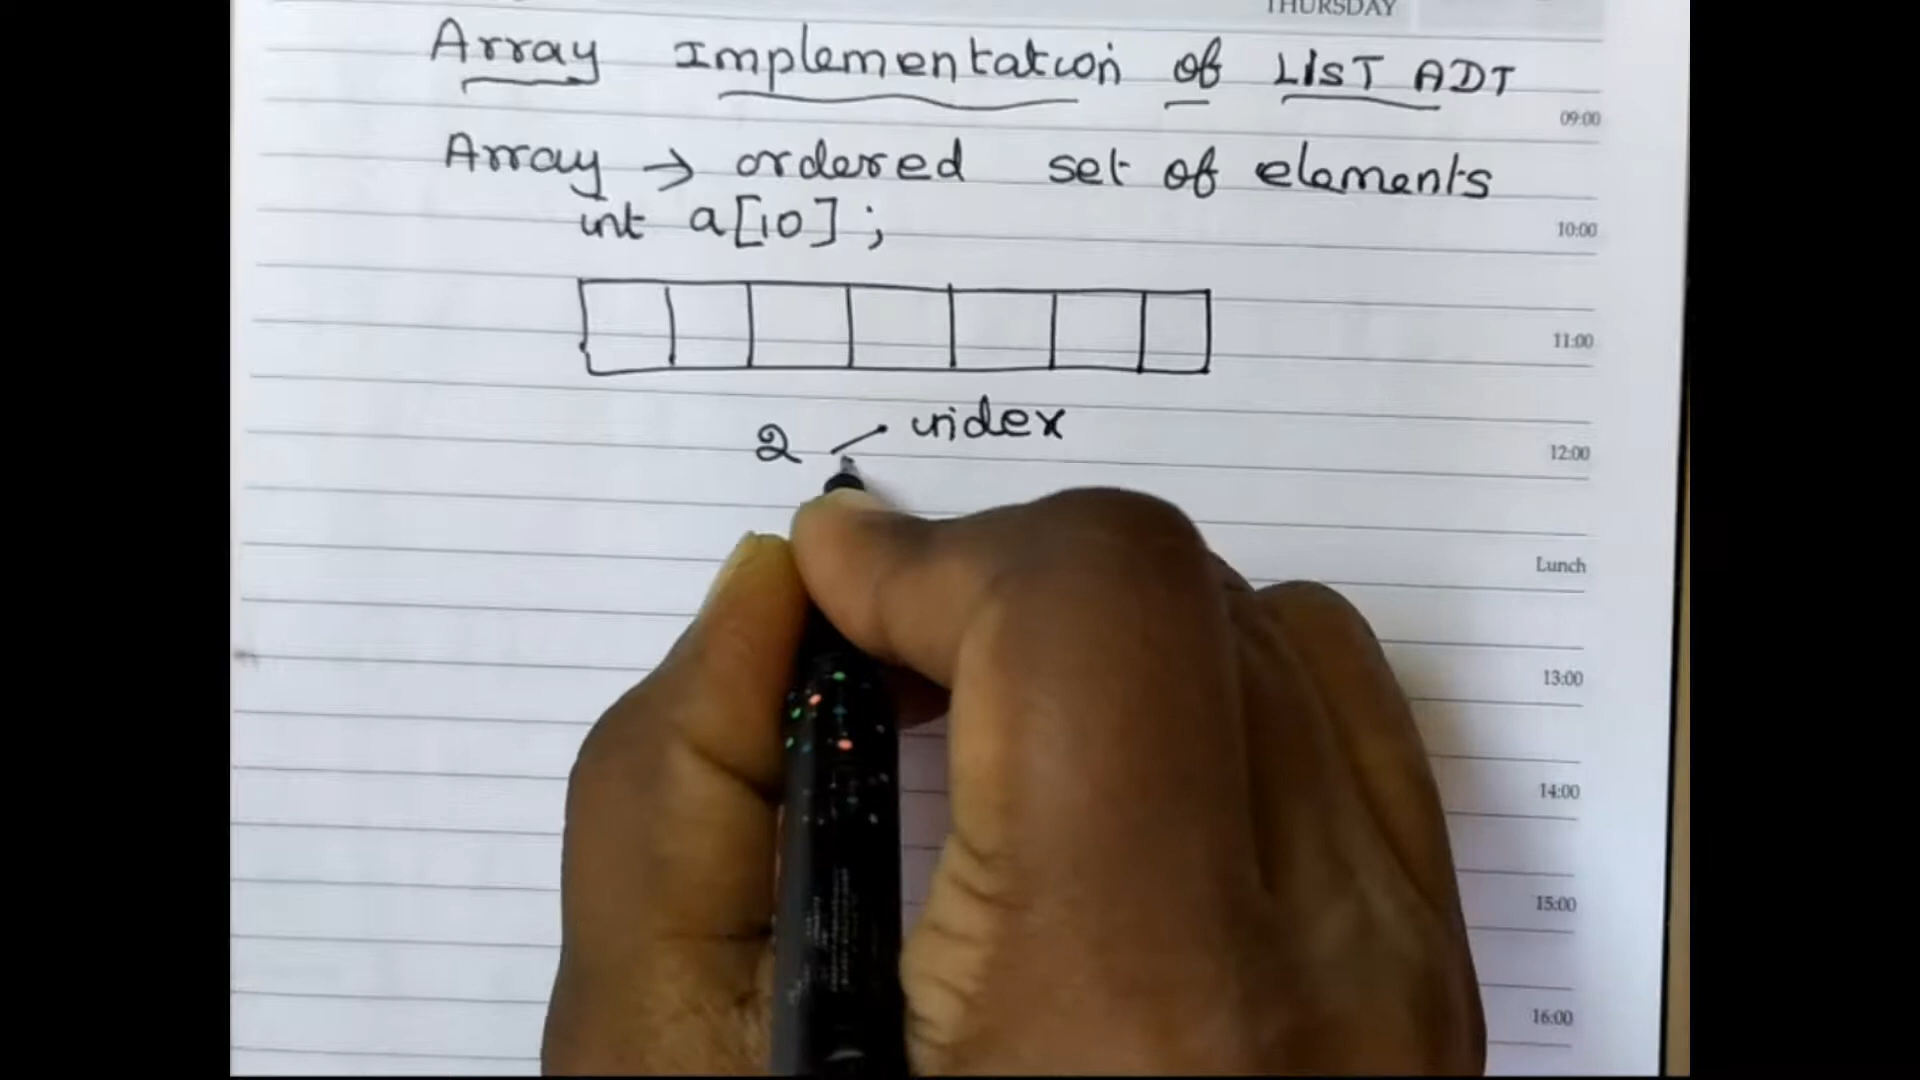 THURSDAY
Array Implementation of LIST ADT
09:00
Array → ordered set of elements
int a[10];
10:00
11:00
index
2
12:00
Lunch
13:00
14:00
15:00
16:00